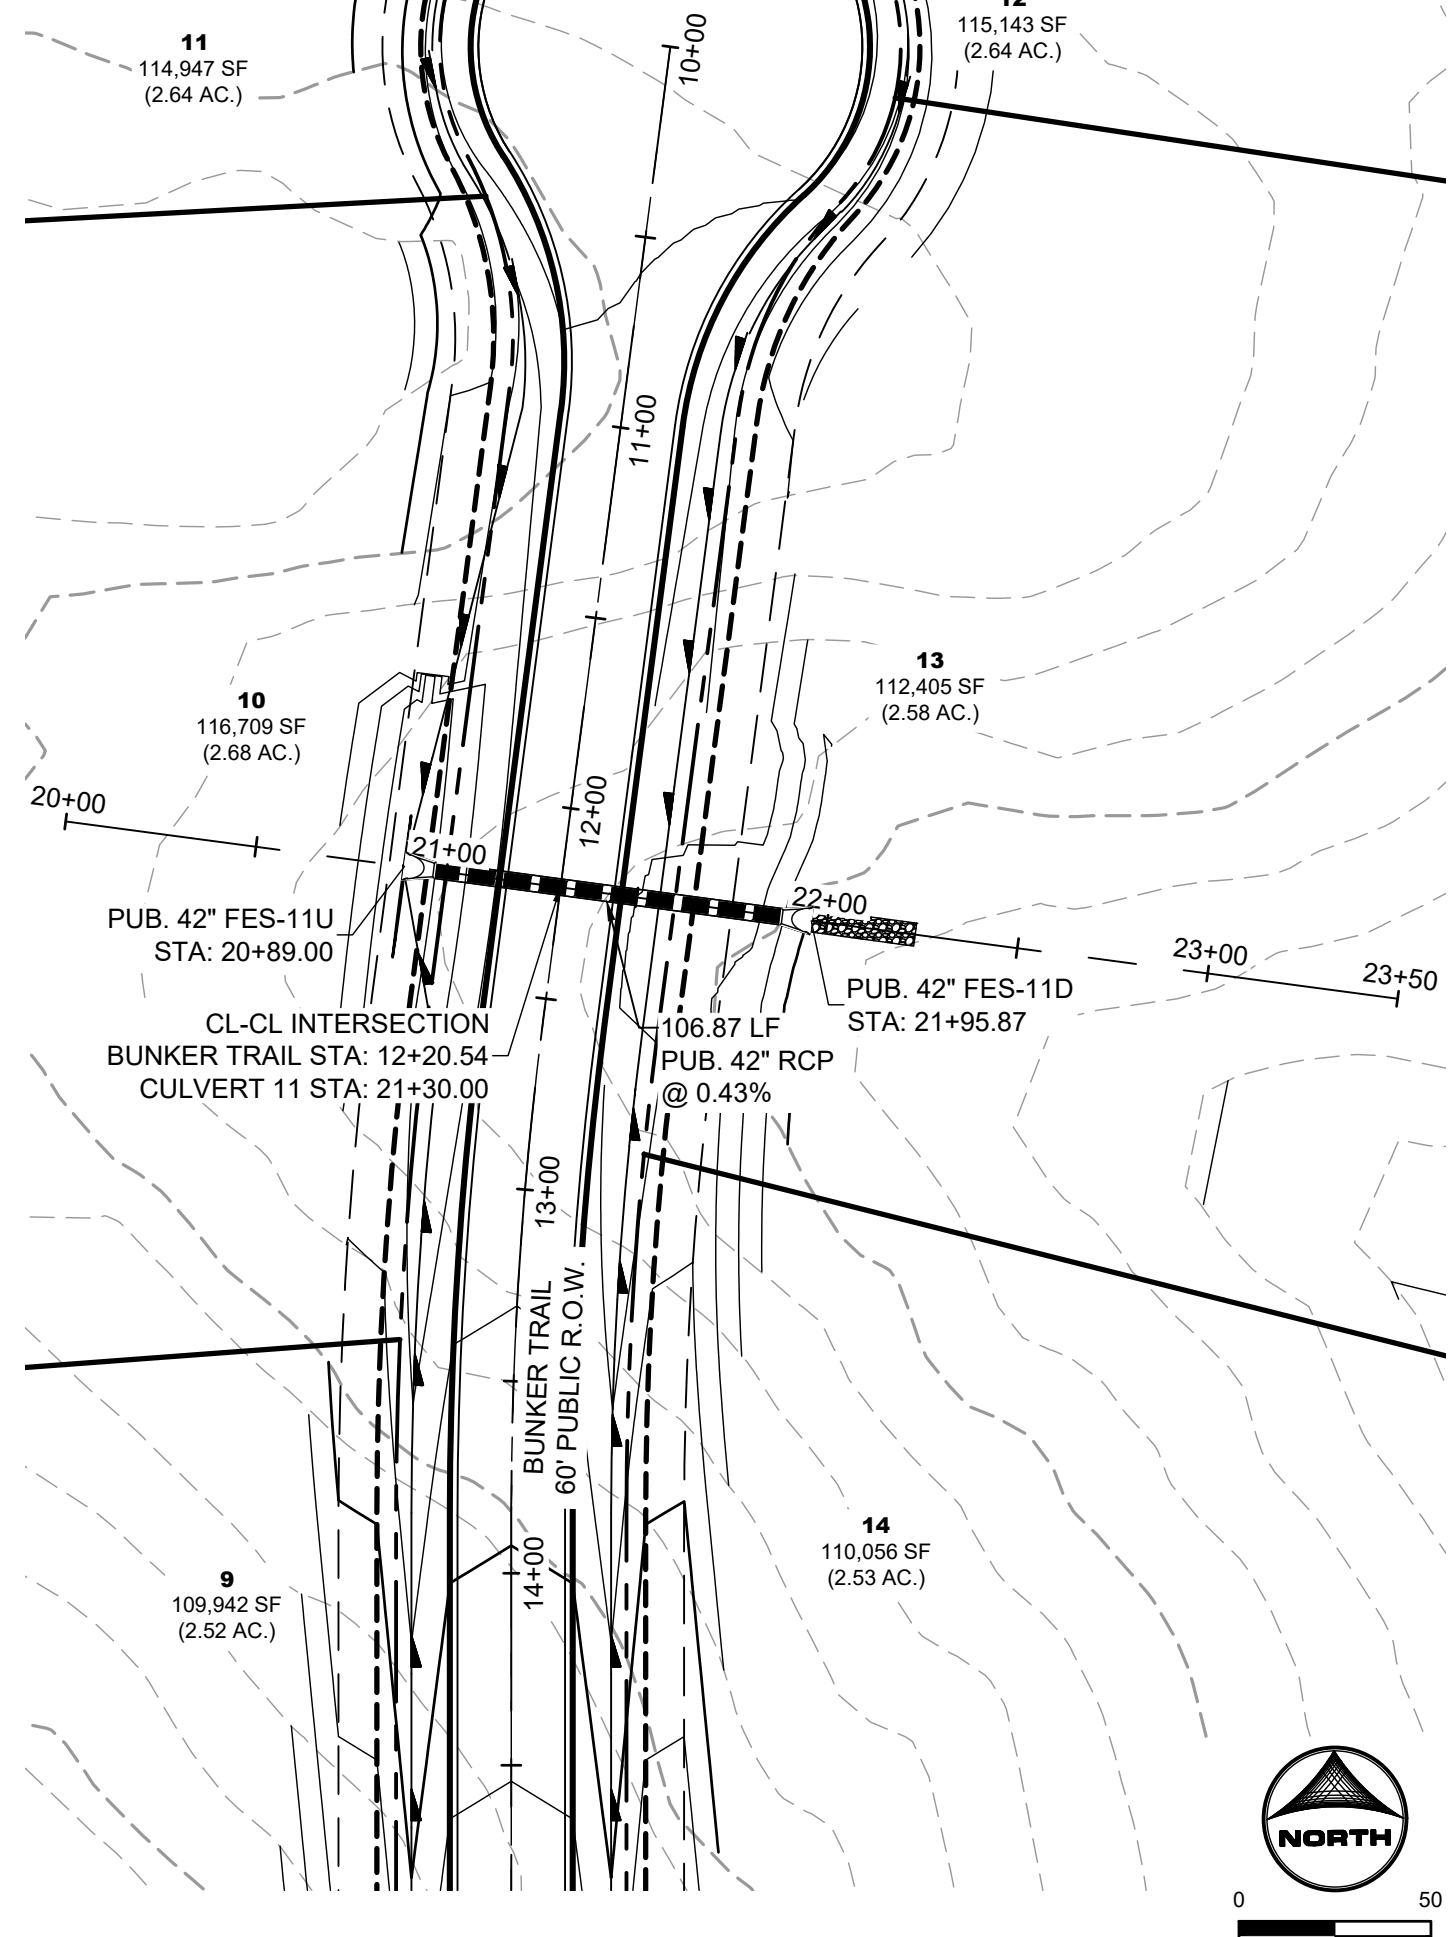 12
115,143 SF
(2.64 AC.)
11
114,947 SF
(2.64 AC.)
10+00
11+00
13
112,405 SF
(2.58 AC.)
10
116,709 SF
(2.68 AC.)
20+00
12+00
21+00
22+00
PUB. 42" FES-11U
STA: 20+89.00
23+00
23+50
PUB. 42" FES-11D
STA: 21+95.87
CL-CL INTERSECTION
BUNKER TRAIL STA: 12+20.54
CULVERT 11 STA: 21+30.00
106.87 LF
PUB. 42" RCP
@ 0.43%
13+00
BUNKER TRAIL
60' PUBLIC R.O.W.
14+00
14
110,056 SF
(2.53 AC.)
9
109,942 SF
(2.52 AC.)
NORTH
0 50